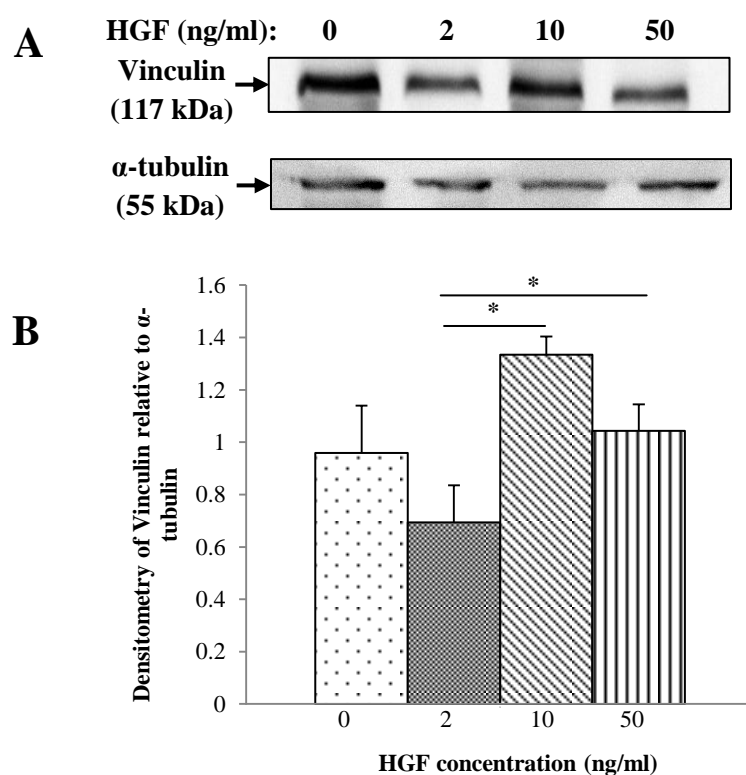 A
HGF (ng/ml): 0 2 10 50
Vinculin
(117 kDa)
α-tubulin
(55 kDa)
B
Densitometry of Vinculin relative to α-
tubulin
1.6
1.4
1.2
1
0.8
0.6
0.4
0.2
0
*
*
0 2 10 50
HGF concentration (ng/ml)